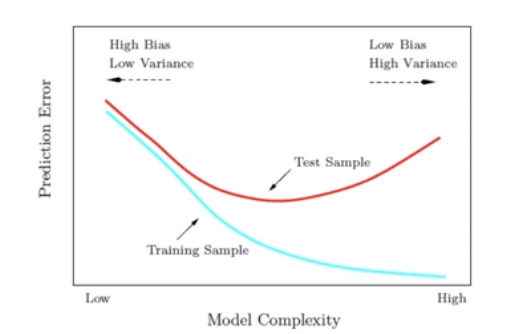 High Bias
Low Variance
Low Bias
High Variance
Prediction Error
Test Sample
Training Sample
Low
High
Model Complexity